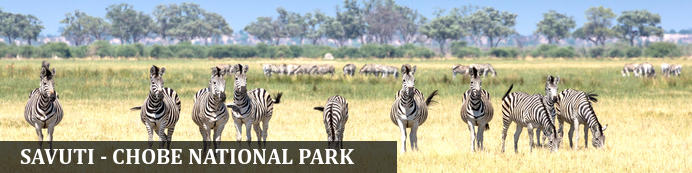 SAVUTI - CHOBE NATIONAL PARK